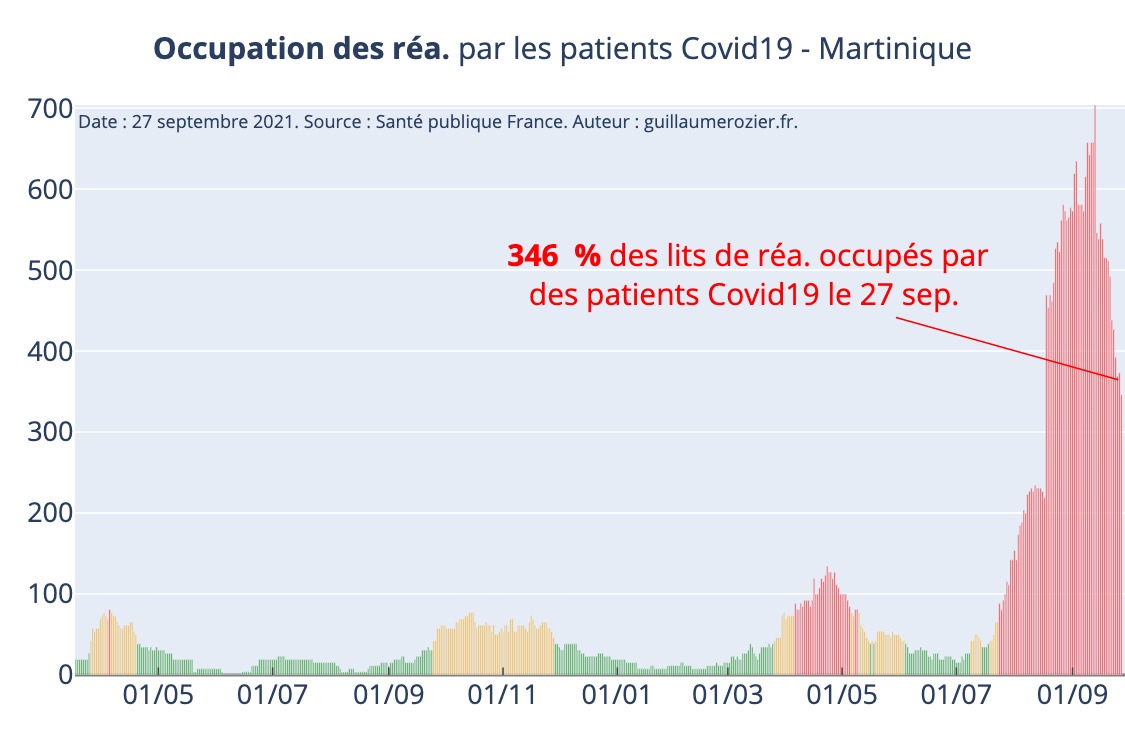 Occupation des réa. par les patients Covid19 - Martinique
700
Date : 27 septembre 2021. Source : Santé publique France. Auteur : guillaumerozier.fr.
600
346 % des lits de réa. occupés par
500
des patients Covid19 le 27 sep.
400
300
200
100
0
01/05 01/07 01/09 01/11 01/01 01/03 01/05 01/07 01/09